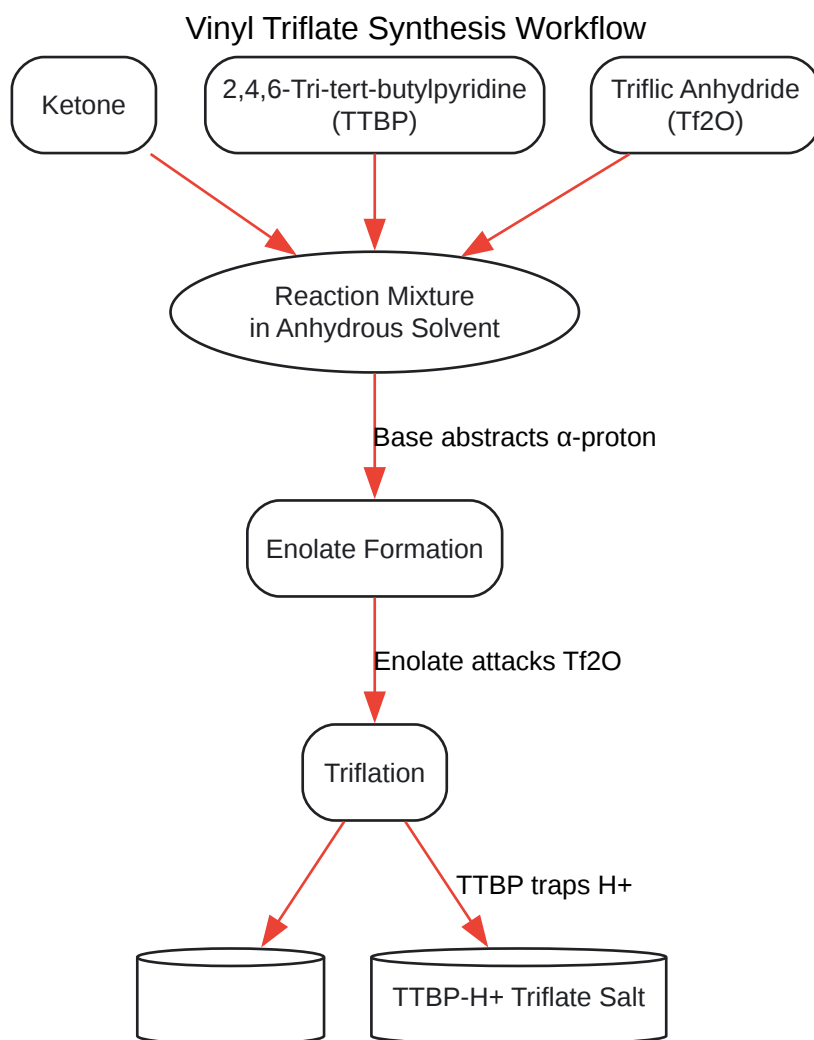 Vinyl Triflate Synthesis Workflow
Ketone
2,4,6-Tri-tert-butylpyridine
(TTBP)
Triflic Anhydride
(Tf2O)
Reaction Mixture
in Anhydrous Solvent
Base abstracts α-proton
Enolate Formation
Enolate attacks Tf2O
Triflation
TTBP traps H+
TTBP-H+ Triflate Salt